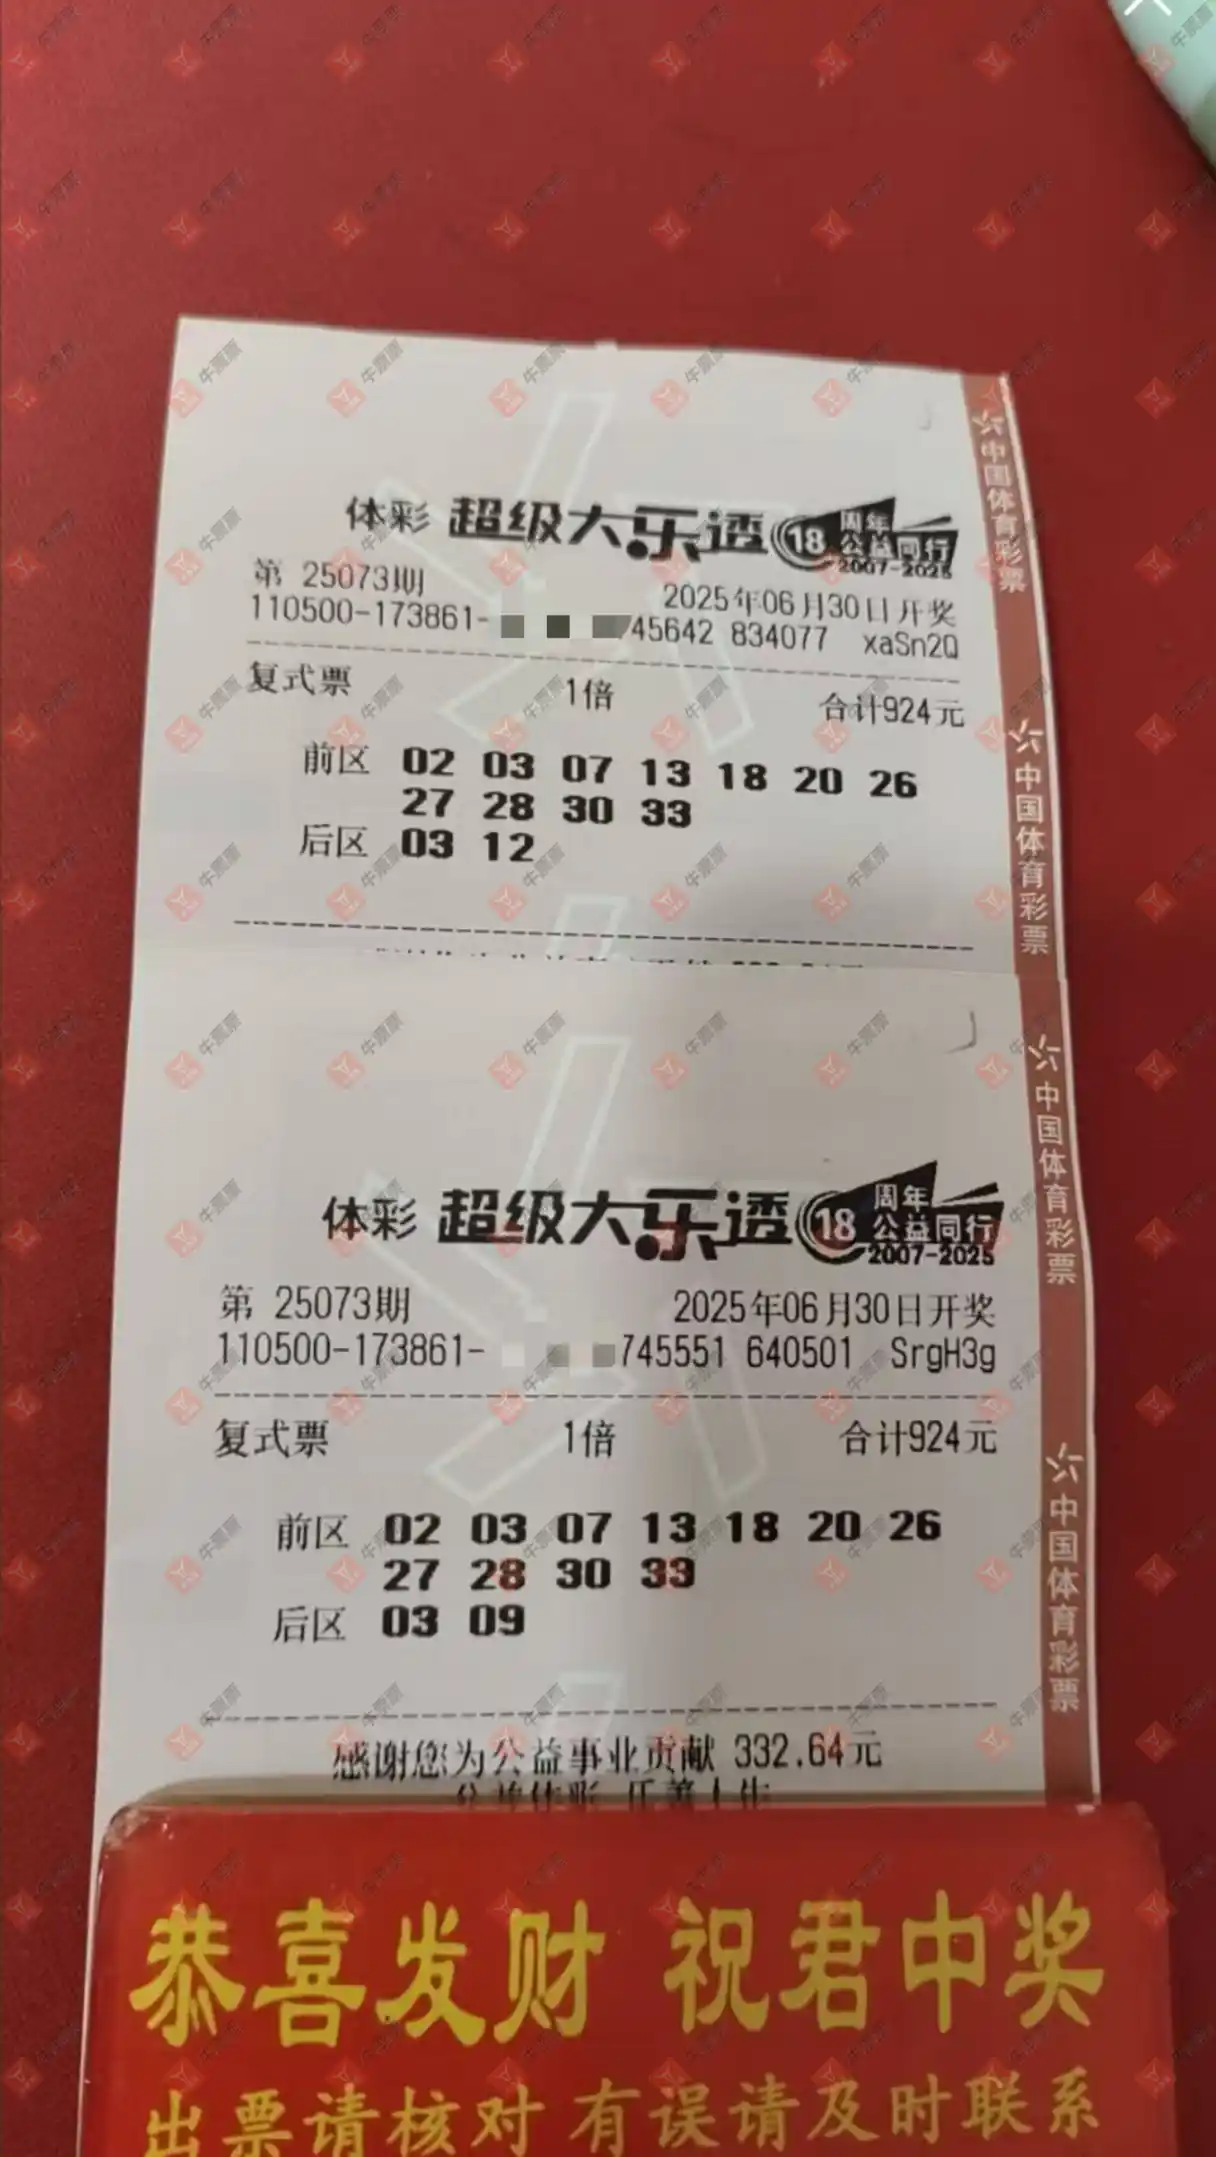 体彩 超级大乐透 18 周年 公益同行 2007-2025
第 25073期 2025年06月30日开奖
110500-173861- 45642 834077 xaSn2Q
复式票 1倍 合计924元
前区 02 03 07 13 18 20 26
27 28 30 33
后区 03 12
体彩 超级大乐透 18 周年 公益同行 2007-2025
第 25073期 2025年06月30日开奖
110500-173861- 745551 640501 SrgH3g
复式票 1倍 合计924元
前区 02 03 07 13 18 20 26
27 28 30 33
后区 03 09
感谢您为公益事业贡献 332.64元
中国体育彩票
中国体育彩票
中国体育彩票
中国体育彩票
恭喜发财 祝君中奖
出票请核对 有误请及时联系
牛票票